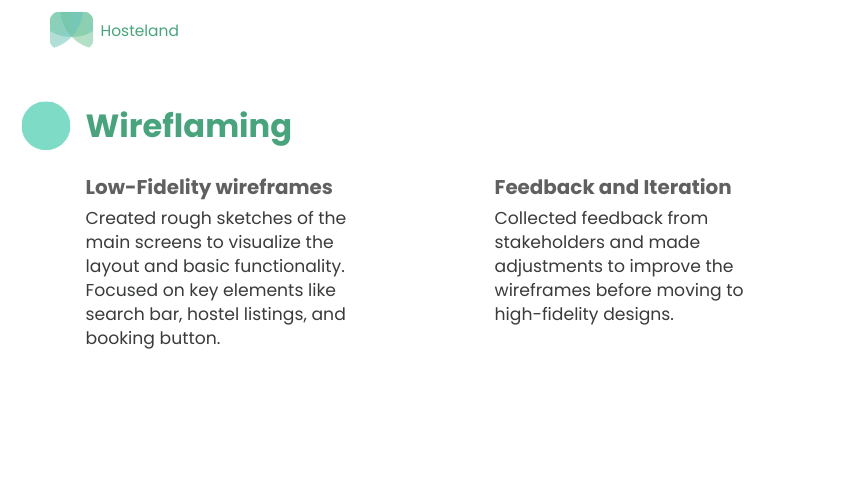 Hosteland
Wireflaming
Low-Fidelity wireframes
Created rough sketches of the
main screens to visualize the
layout and basic functionality.
Focused on key elements like
search bar, hostel listings, and
booking button.
Feedback and Iteration
Collected feedback from
stakeholders and made
adjustments to improve the
wireframes before moving to
high-fidelity designs.